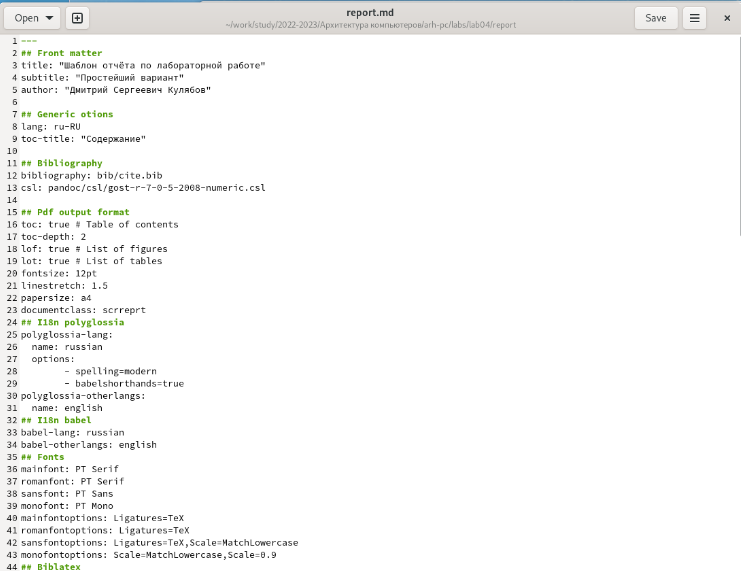 Open
report.md
~/work/study/2022-2023/Архитектура компьютеров/arh-pc/labs/lab04/report
Save
1 ---
2 ## Front matter
3 title: "Шаблон отчёта по лабораторной работе"
4 subtitle: "Простейший вариант"
5 author: "Дмитрий Сергеевич Кулябов"
6
7 ## Generic otions
8 lang: ru-RU
9 toc-title: "Содержание"
10
11 ## Bibliography
12 bibliography: bib/cite.bib
13 csl: pandoc/csl/gost-r-7-0-5-2008-numeric.csl
14
15 ## Pdf output format
16 toc: true # Table of contents
17 toc-depth: 2
18 lof: true # List of figures
19 lot: true # List of tables
20 fontsize: 12pt
21 linestretch: 1.5
22 papersize: a4
23 documentclass: scrreprt
24 ## I18n polyglossia
25 polyglossia-lang:
26   name: russian
27   options:
28         - spelling=modern
29         - babelshorthands=true
30 polyglossia-otherlangs:
31   name: english
32 ## I18n babel
33 babel-lang: russian
34 babel-otherlangs: english
35 ## Fonts
36 mainfont: PT Serif
37 romanfont: PT Serif
38 sansfont: PT Sans
39 monofont: PT Mono
40 mainfontoptions: Ligatures=TeX
41 romanfontoptions: Ligatures=TeX
42 sansfontoptions: Ligatures=TeX,Scale=MatchLowercase
43 monofontoptions: Scale=MatchLowercase,Scale=0.9
44 ## Biblatex